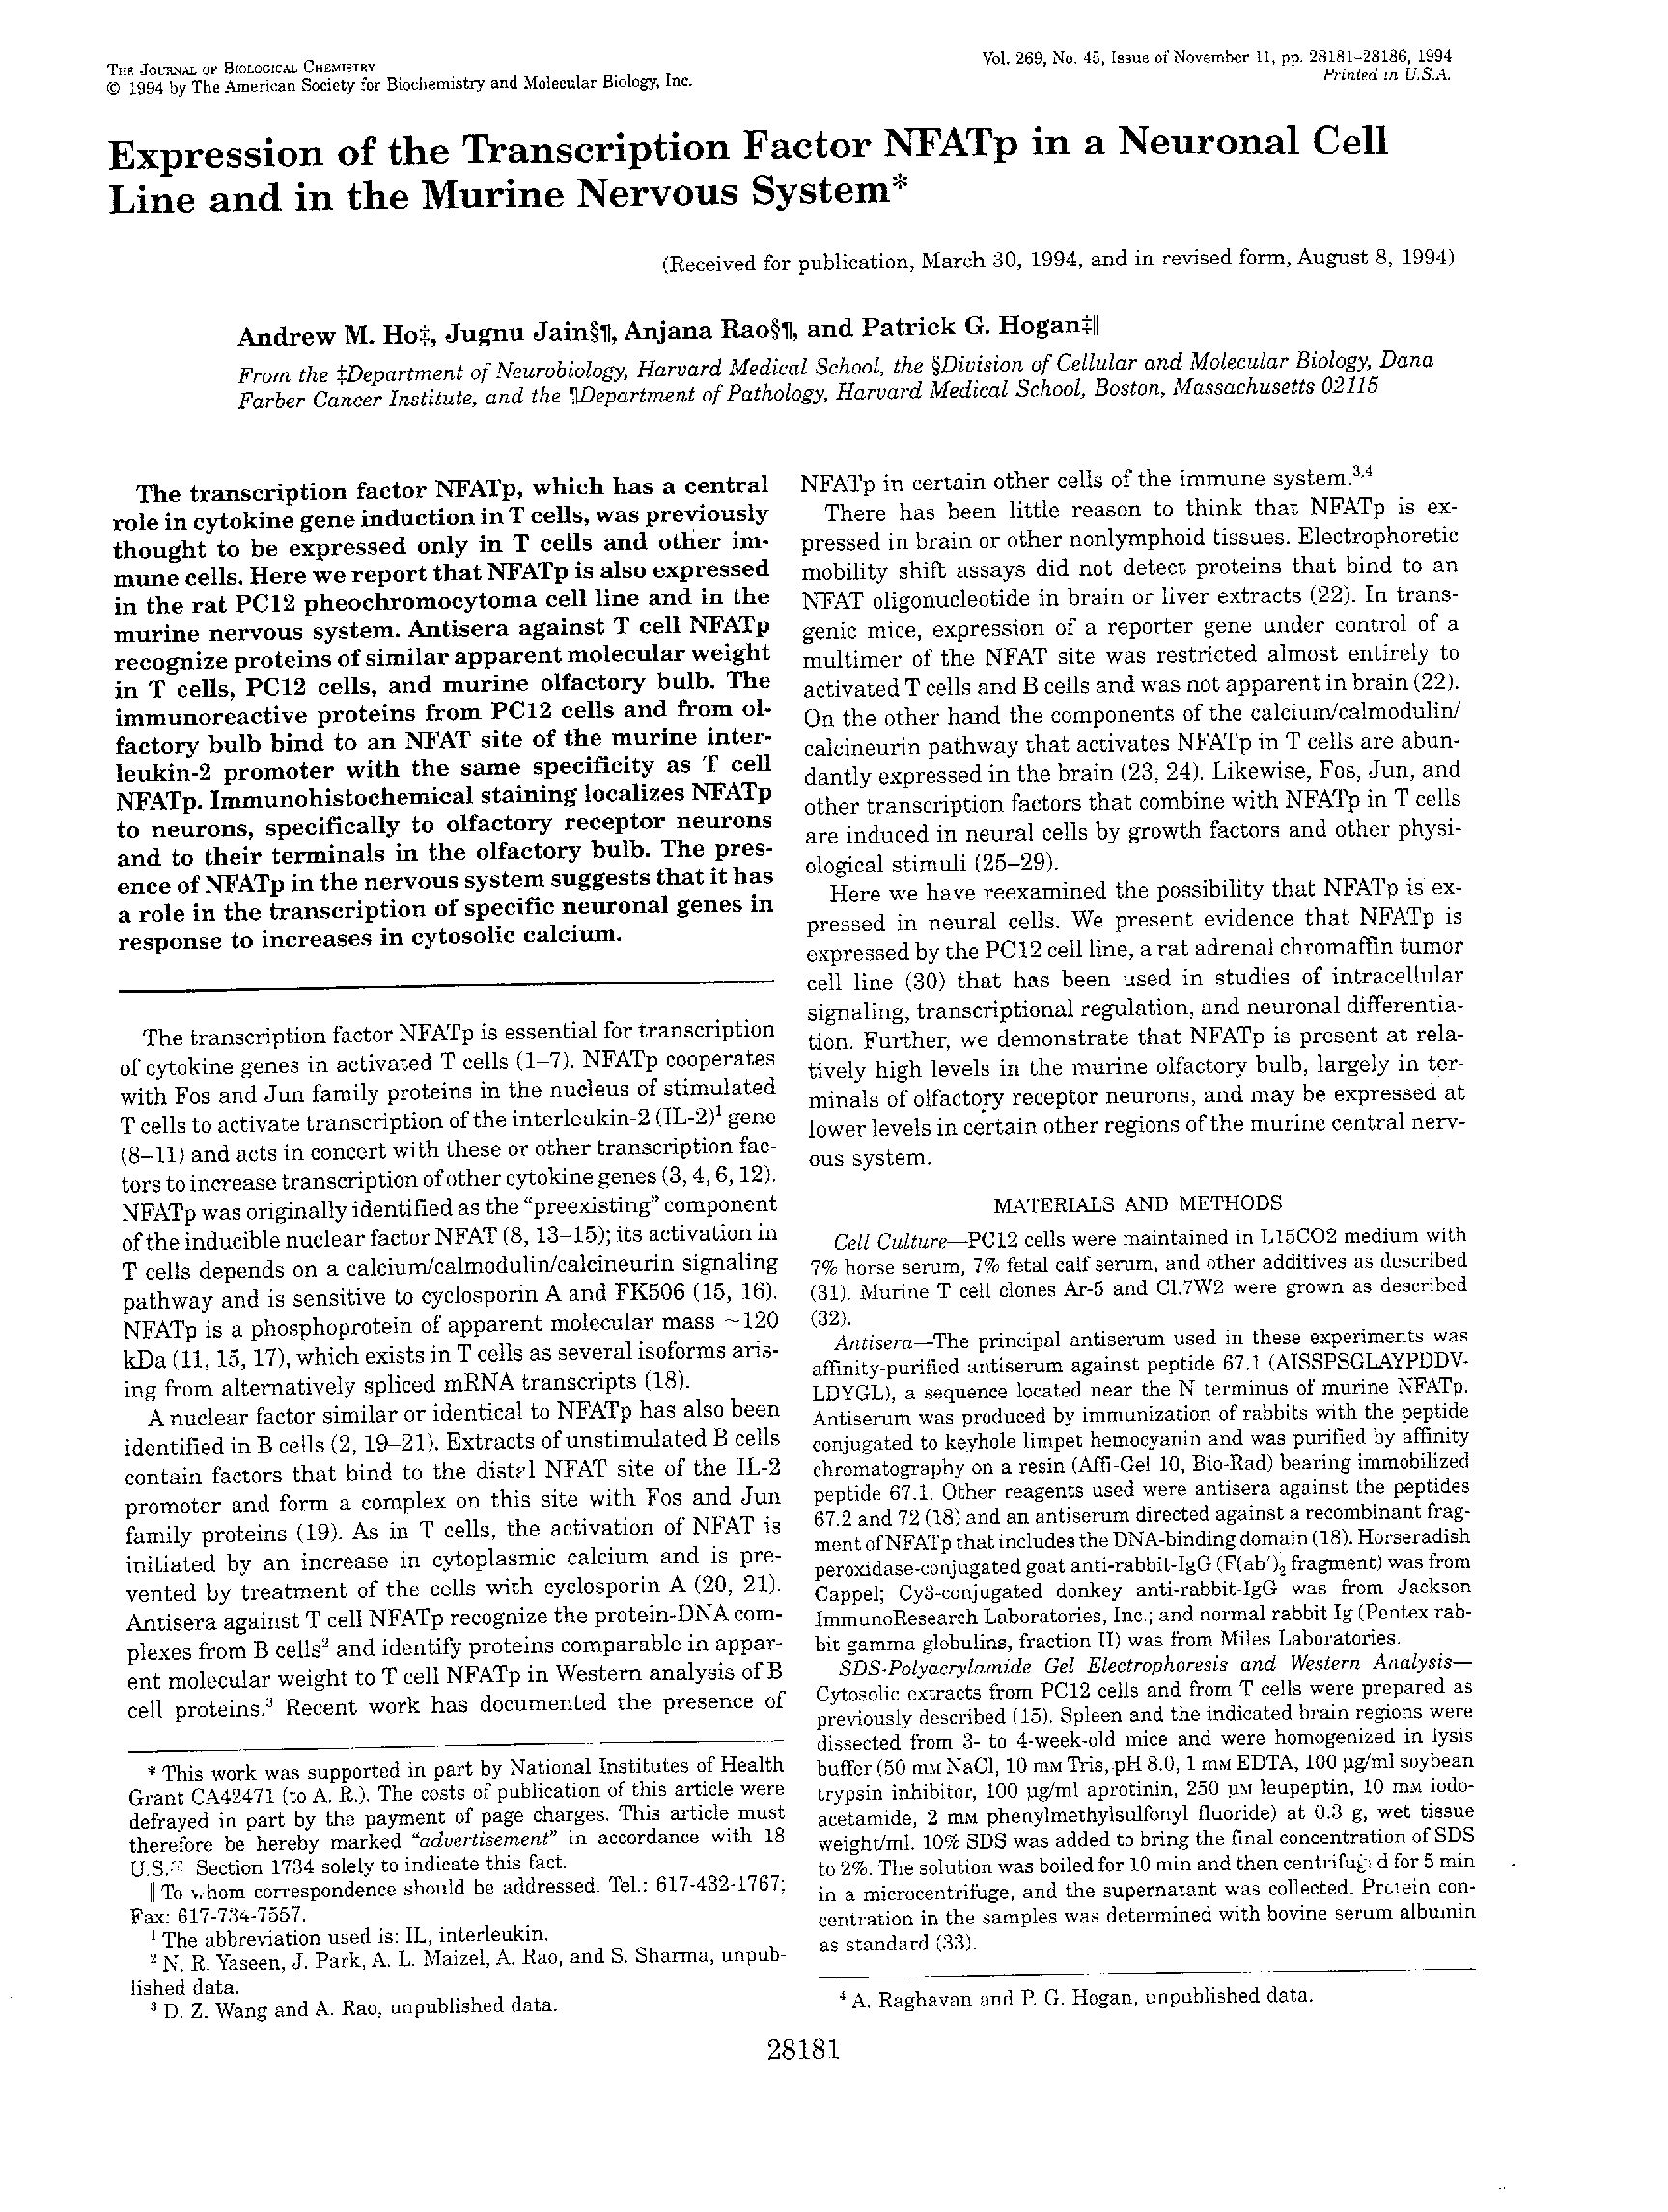 THE JOURNAL OF BIOLOGICAL CHEMISTRY
© 1994 by The American Society for Biochemistry and Molecular Biology, Inc.
Vol. 269, No. 45, Issue of November 11, pp. 28181–28186, 1994
Printed in U.S.A.
Expression of the Transcription Factor NFATp in a Neuronal Cell
Line and in the Murine Nervous System*
(Received for publication, March 30, 1994, and in revised form, August 8, 1994)
Andrew M. Ho‡, Jugnu Jain§¶, Anjana Rao§¶, and Patrick G. Hogan‡‖
From the ‡Department of Neurobiology, Harvard Medical School, the §Division of Cellular and Molecular Biology, Dana
Farber Cancer Institute, and the ¶Department of Pathology, Harvard Medical School, Boston, Massachusetts 02115
The transcription factor NFATp, which has a central
role in cytokine gene induction in T cells, was previously
thought to be expressed only in T cells and other im-
mune cells. Here we report that NFATp is also expressed
in the rat PC12 pheochromocytoma cell line and in the
murine nervous system. Antisera against T cell NFATp
recognize proteins of similar apparent molecular weight
in T cells, PC12 cells, and murine olfactory bulb. The
immunoreactive proteins from PC12 cells and from ol-
factory bulb bind to an NFAT site of the murine inter-
leukin-2 promoter with the same specificity as T cell
NFATp. Immunohistochemical staining localizes NFATp
to neurons, specifically to olfactory receptor neurons
and to their terminals in the olfactory bulb. The pres-
ence of NFATp in the nervous system suggests that it has
a role in the transcription of specific neuronal genes in
response to increases in cytosolic calcium.
The transcription factor NFATp is essential for transcription
of cytokine genes in activated T cells (1–7). NFATp cooperates
with Fos and Jun family proteins in the nucleus of stimulated
T cells to activate transcription of the interleukin-2 (IL-2)¹ gene
(8–11) and acts in concert with these or other transcription fac-
tors to increase transcription of other cytokine genes (3, 4, 6, 12).
NFATp was originally identified as the “preexisting” component
of the inducible nuclear factor NFAT (8, 13–15); its activation in
T cells depends on a calcium/calmodulin/calcineurin signaling
pathway and is sensitive to cyclosporin A and FK506 (15, 16).
NFATp is a phosphoprotein of apparent molecular mass ~120
kDa (11, 15, 17), which exists in T cells as several isoforms aris-
ing from alternatively spliced mRNA transcripts (18).
A nuclear factor similar or identical to NFATp has also been
identified in B cells (2, 19–21). Extracts of unstimulated B cells
contain factors that bind to the distal NFAT site of the IL-2
promoter and form a complex on this site with Fos and Jun
family proteins (19). As in T cells, the activation of NFAT is
initiated by an increase in cytoplasmic calcium and is pre-
vented by treatment of the cells with cyclosporin A (20, 21).
Antisera against T cell NFATp recognize the protein-DNA com-
plexes from B cells² and identify proteins comparable in appar-
ent molecular weight to T cell NFATp in Western analysis of B
cell proteins.³ Recent work has documented the presence of
* This work was supported in part by National Institutes of Health
Grant CA42471 (to A. R.). The costs of publication of this article were
defrayed in part by the payment of page charges. This article must
therefore be hereby marked “advertisement” in accordance with 18
U.S. Section 1734 solely to indicate this fact.
‖ To whom correspondence should be addressed. Tel.: 617-432-1767;
Fax: 617-734-7557.
¹ The abbreviation used is: IL, interleukin.
² N. R. Yaseen, J. Park, A. L. Maizel, A. Rao, and S. Sharma, unpub-
lished data.
³ D. Z. Wang and A. Rao, unpublished data.
NFATp in certain other cells of the immune system.³,⁴
There has been little reason to think that NFATp is ex-
pressed in brain or other nonlymphoid tissues. Electrophoretic
mobility shift assays did not detect proteins that bind to an
NFAT oligonucleotide in brain or liver extracts (22). In trans-
genic mice, expression of a reporter gene under control of a
multimer of the NFAT site was restricted almost entirely to
activated T cells and B cells and was not apparent in brain (22).
On the other hand the components of the calcium/calmodulin/
calcineurin pathway that activates NFATp in T cells are abun-
dantly expressed in the brain (23, 24). Likewise, Fos, Jun, and
other transcription factors that combine with NFATp in T cells
are induced in neural cells by growth factors and other physi-
ological stimuli (25–29).
Here we have reexamined the possibility that NFATp is ex-
pressed in neural cells. We present evidence that NFATp is
expressed by the PC12 cell line, a rat adrenal chromaffin tumor
cell line (30) that has been used in studies of intracellular
signaling, transcriptional regulation, and neuronal differentia-
tion. Further, we demonstrate that NFATp is present at rela-
tively high levels in the murine olfactory bulb, largely in ter-
minals of olfactory receptor neurons, and may be expressed at
lower levels in certain other regions of the murine central nerv-
ous system.
MATERIALS AND METHODS
Cell Culture—PC12 cells were maintained in L15CO2 medium with
7% horse serum, 7% fetal calf serum, and other additives as described
(31). Murine T cell clones Ar-5 and Cl.7W2 were grown as described
(32).
Antisera—The principal antiserum used in these experiments was
affinity-purified antiserum against peptide 67.1 (AISSPSGLAYPDDV-
LDYGL), a sequence located near the N terminus of murine NFATp.
Antiserum was produced by immunization of rabbits with the peptide
conjugated to keyhole limpet hemocyanin and was purified by affinity
chromatography on a resin (Affi-Gel 10, Bio-Rad) bearing immobilized
peptide 67.1. Other reagents used were antisera against the peptides
67.2 and 72 (18) and an antiserum directed against a recombinant frag-
ment of NFATp that includes the DNA-binding domain (18). Horseradish
peroxidase-conjugated goat anti-rabbit-IgG (F(ab′)₂ fragment) was from
Cappel; Cy3-conjugated donkey anti-rabbit-IgG was from Jackson
ImmunoResearch Laboratories, Inc.; and normal rabbit Ig (Pentex rab-
bit gamma globulins, fraction II) was from Miles Laboratories.
SDS-Polyacrylamide Gel Electrophoresis and Western Analysis—
Cytosolic extracts from PC12 cells and from T cells were prepared as
previously described (15). Spleen and the indicated brain regions were
dissected from 3- to 4-week-old mice and were homogenized in lysis
buffer (50 mM NaCl, 10 mM Tris, pH 8.0, 1 mM EDTA, 100 µg/ml soybean
trypsin inhibitor, 100 µg/ml aprotinin, 250 µM leupeptin, 10 mM iodo-
acetamide, 2 mM phenylmethylsulfonyl fluoride) at 0.3 g, wet tissue
weight/ml. 10% SDS was added to bring the final concentration of SDS
to 2%. The solution was boiled for 10 min and then centrifuged for 5 min
in a microcentrifuge, and the supernatant was collected. Protein con-
centration in the samples was determined with bovine serum albumin
as standard (33).
⁴ A. Raghavan and P. G. Hogan, unpublished data.
28181